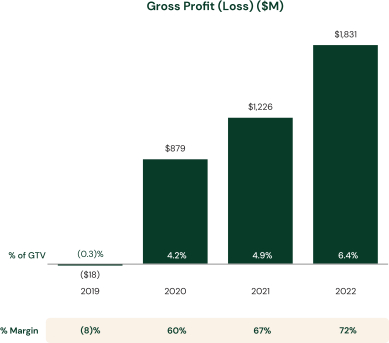 Gross Profit (Loss) ($M)
$1,831
$1,226
$879
% of GTV (0.3)% 4.2% 4.9% 6.4%
($18)
2019 2020 2021 2022
% Margin (8)% 60% 67% 72%